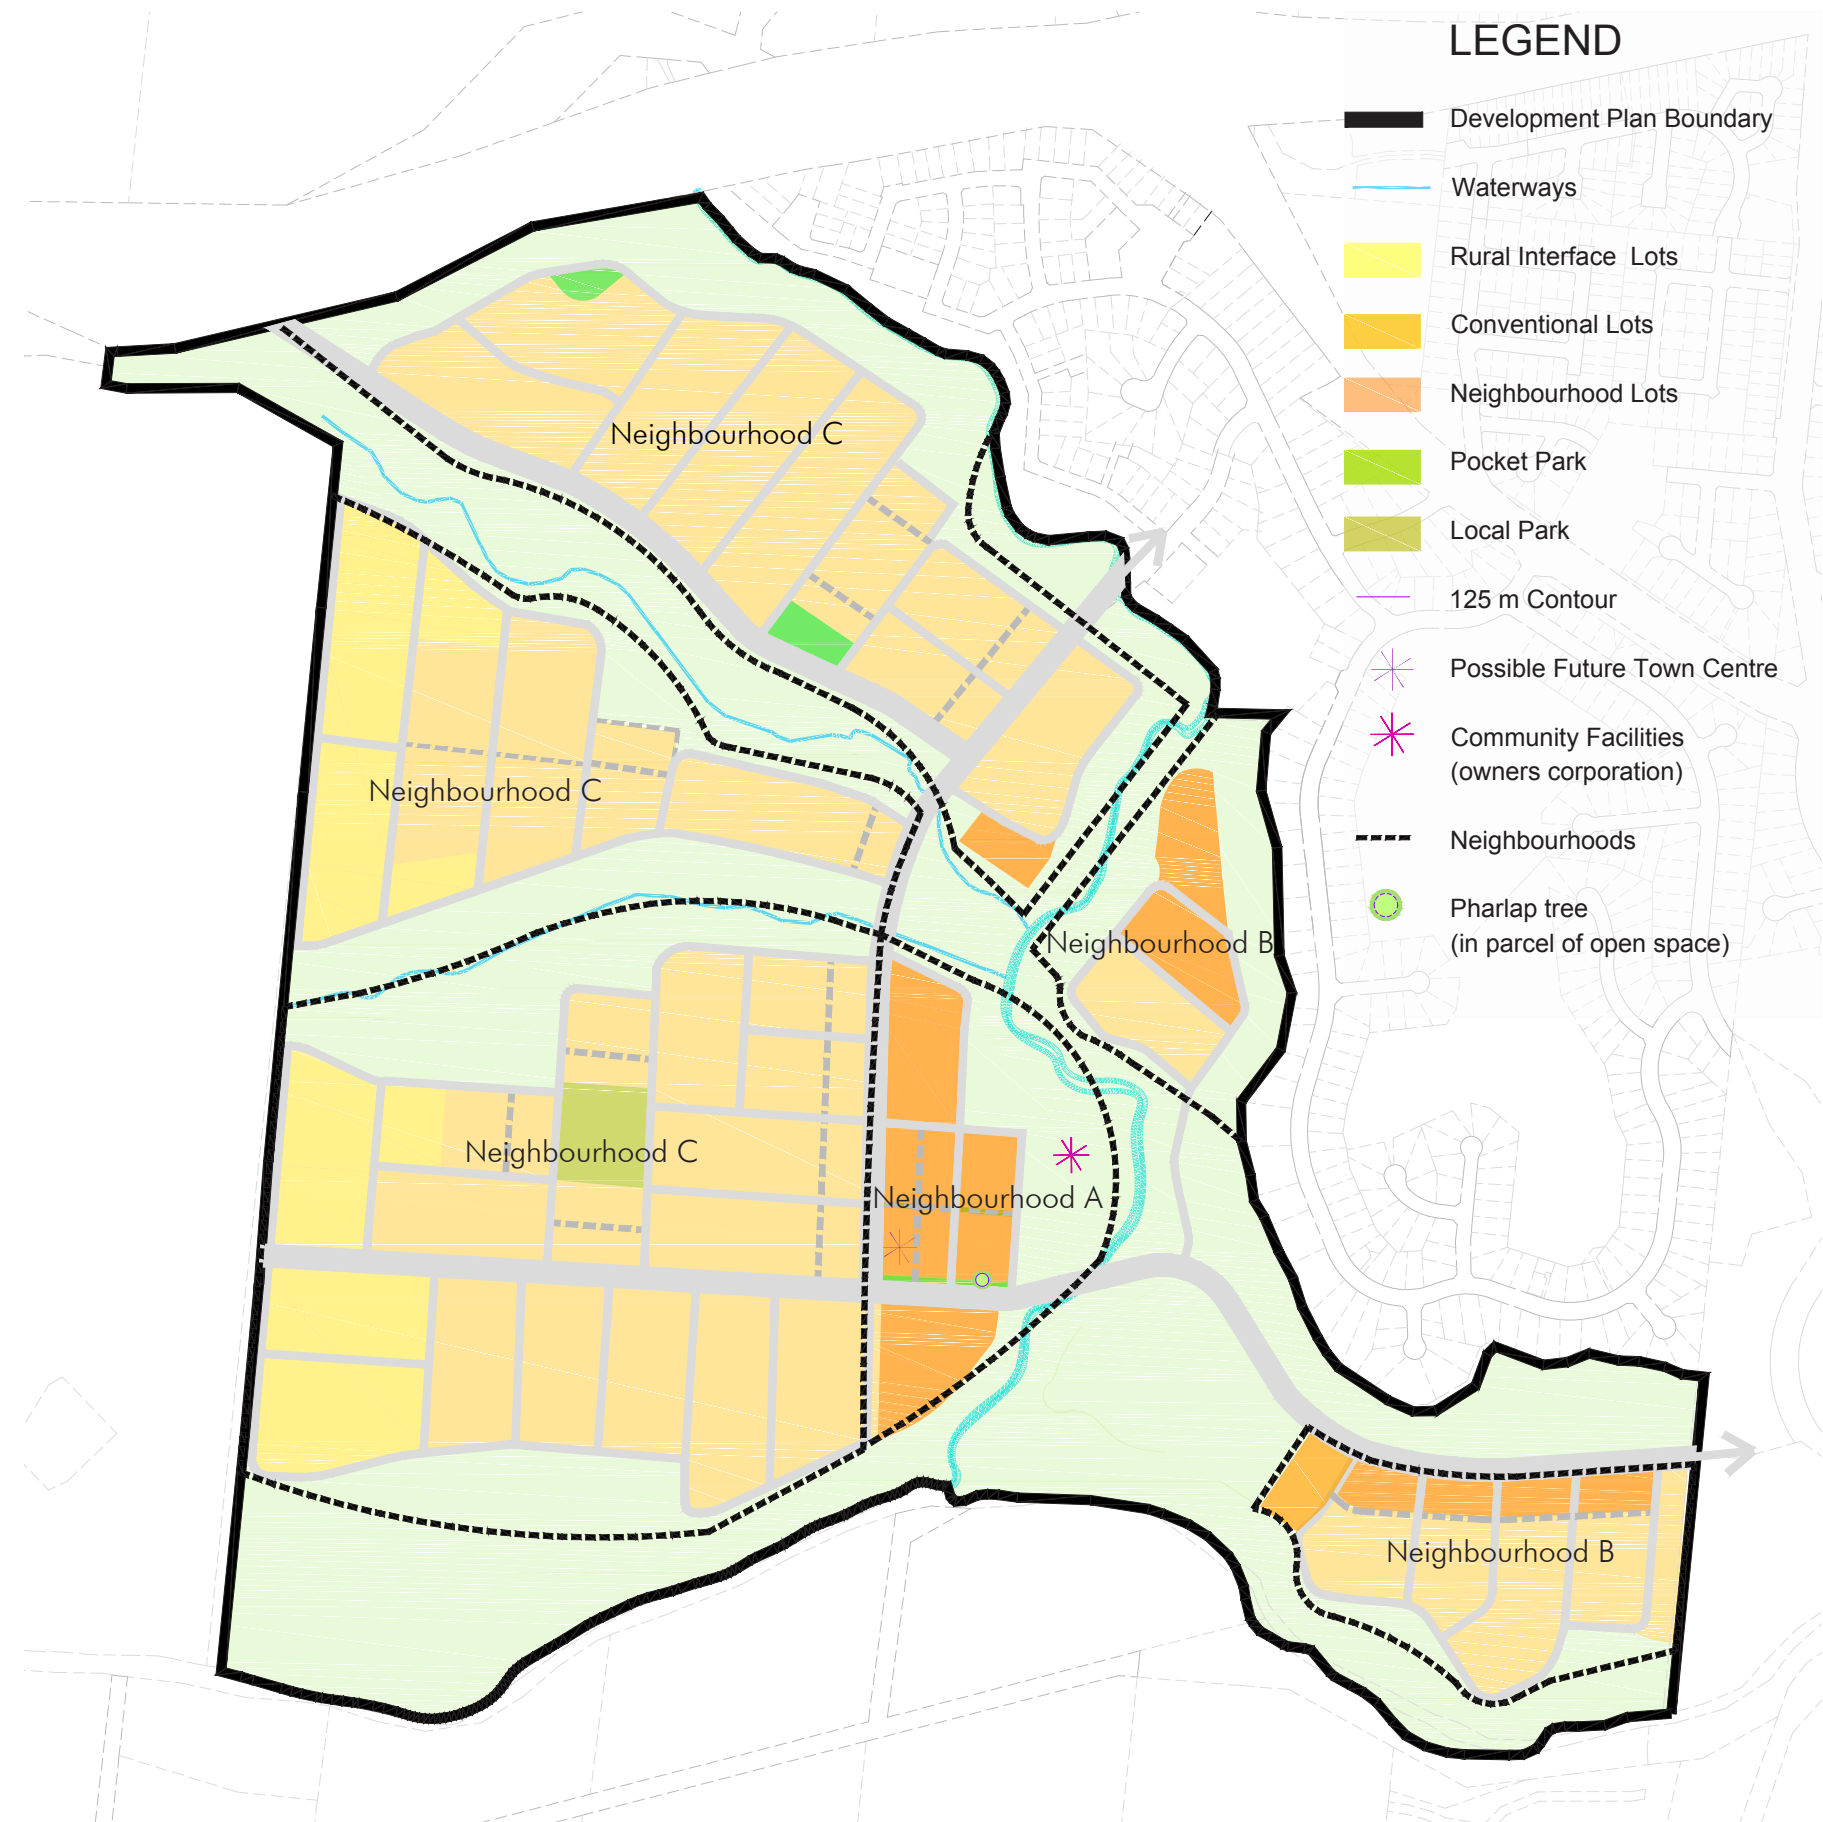 LEGEND
Development Plan Boundary
Waterways
Rural Interface Lots
Conventional Lots
Neighbourhood Lots
Pocket Park
Local Park
125 m Contour
Possible Future Town Centre
Community Facilities
(owners corporation)
Neighbourhoods
Pharlap tree
(in parcel of open space)
Neighbourhood C
Neighbourhood C
Neighbourhood B
Neighbourhood C
Neighbourhood A
Neighbourhood B